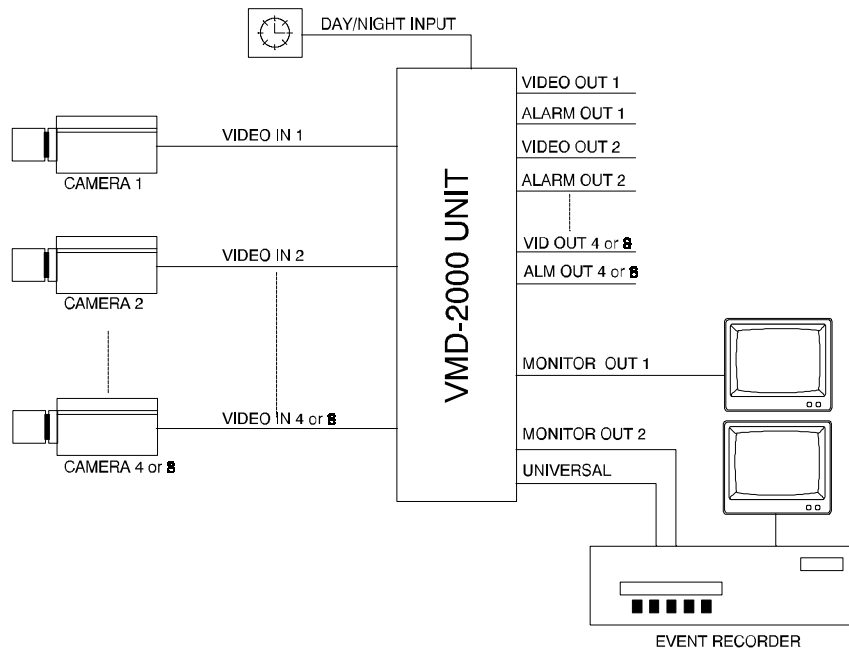 DAY/NIGHT INPUT
VIDEO OUT 1
ALARM OUT 1
VIDEO IN 1
VIDEO OUT 2
CAMERA 1
ALARM OUT 2
VMD-2000 UNIT
VIDEO IN 2
VID OUT 4 or 8
ALM OUT 4 or 8
CAMERA 2
MONITOR OUT 1
VIDEO IN 4 or 8
MONITOR OUT 2
CAMERA 4 or 8
UNIVERSAL
EVENT RECORDER